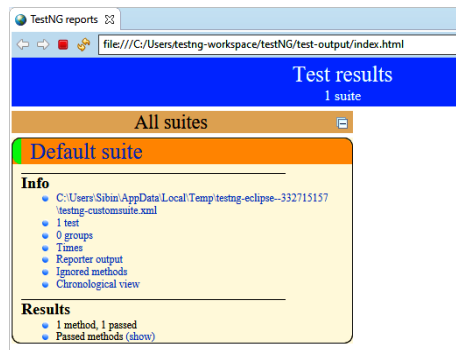 TestNG reports
file:///C:/Users/testng-workspace/testNG/test-output/index.html
Test results
1 suite
All suites
Default suite
Info
C:\Users\Sibin\AppData\Local\Temp\testng-eclipse--332715157
\testng-customsuite.xml
1 test
0 groups
Times
Reporter output
Ignored methods
Chronological view
Results
1 method, 1 passed
Passed methods (show)